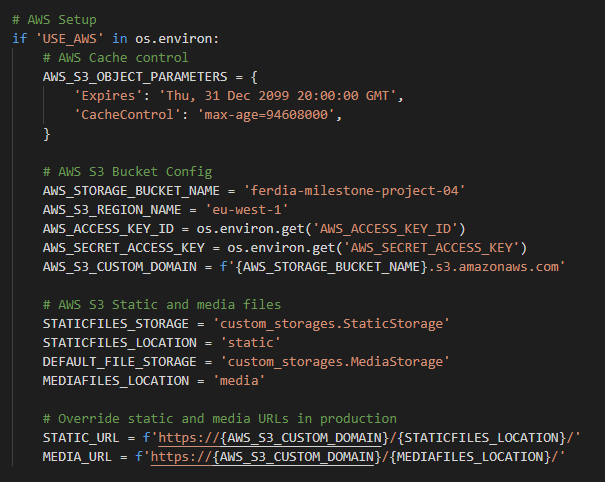 # AWS Setup
if 'USE_AWS' in os.environ:
    # AWS Cache control
    AWS_S3_OBJECT_PARAMETERS = {
        'Expires': 'Thu, 31 Dec 2099 20:00:00 GMT',
        'CacheControl': 'max-age=94608000',
    }

    # AWS S3 Bucket Config
    AWS_STORAGE_BUCKET_NAME = 'ferdia-milestone-project-04'
    AWS_S3_REGION_NAME = 'eu-west-1'
    AWS_ACCESS_KEY_ID = os.environ.get('AWS_ACCESS_KEY_ID')
    AWS_SECRET_ACCESS_KEY = os.environ.get('AWS_SECRET_ACCESS_KEY')
    AWS_S3_CUSTOM_DOMAIN = f'{AWS_STORAGE_BUCKET_NAME}.s3.amazonaws.com'

    # AWS S3 Static and media files
    STATICFILES_STORAGE = 'custom_storages.StaticStorage'
    STATICFILES_LOCATION = 'static'
    DEFAULT_FILE_STORAGE = 'custom_storages.MediaStorage'
    MEDIAFILES_LOCATION = 'media'

    # Override static and media URLs in production
    STATIC_URL = f'https://{AWS_S3_CUSTOM_DOMAIN}/{STATICFILES_LOCATION}/'
    MEDIA_URL = f'https://{AWS_S3_CUSTOM_DOMAIN}/{MEDIAFILES_LOCATION}/'